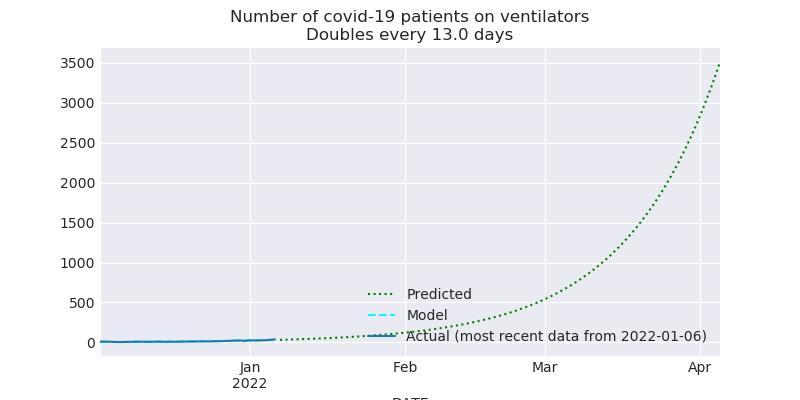 Number of covid-19 patients on ventilators
Doubles every 13.0 days
3500
3000
2500
2000
1500
1000
500
0
Predicted
Model
Actual (most recent data from 2022-01-06)
Jan
2022
Feb
Mar
Apr
DATE